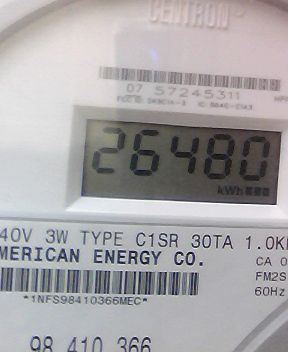 CENTRON
07 57245311
26480
kWh
40V 3W TYPE C1SR 30TA 1.0K
MERICAN ENERGY CO.
CA 0
FM2S
60Hz
*1NFS98410366MEC*
98 410 366